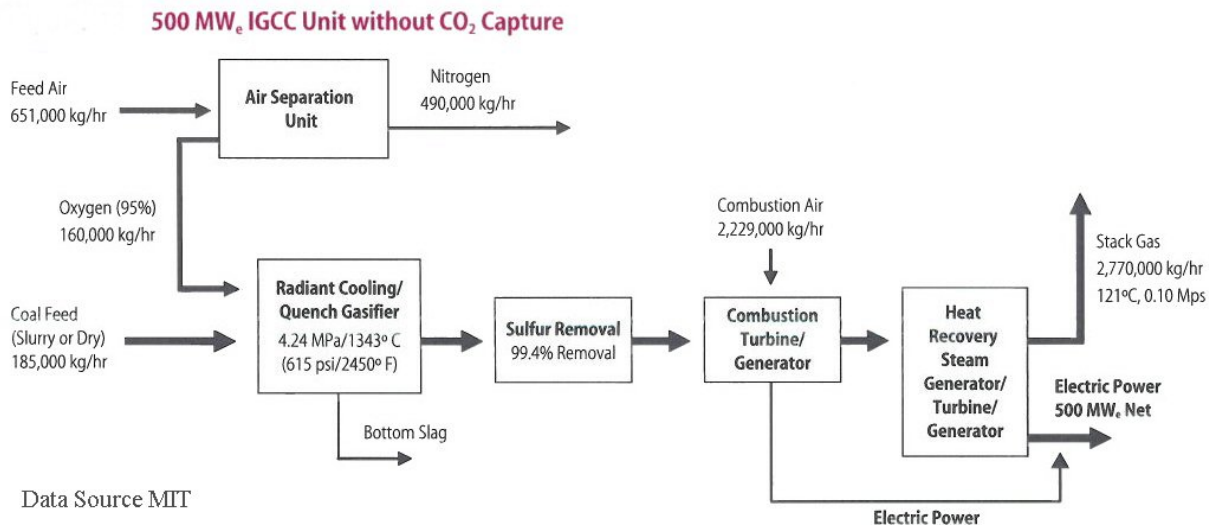 500 MWₑ IGCC Unit without CO₂ Capture
Feed Air
651,000 kg/hr
Air Separation
Unit
Nitrogen
490,000 kg/hr
Oxygen (95%)
160,000 kg/hr
Combustion Air
2,229,000 kg/hr
Stack Gas
2,770,000 kg/hr
121ºC, 0.10 Mps
Coal Feed
(Slurry or Dry)
185,000 kg/hr
Radiant Cooling/
Quench Gasifier
4.24 MPa/1343º C
(615 psi/2450º F)
Sulfur Removal
99.4% Removal
Combustion
Turbine/
Generator
Heat
Recovery
Steam
Generator/
Turbine/
Generator
Electric Power
500 MWₑ Net
Bottom Slag
Data Source MIT
Electric Power